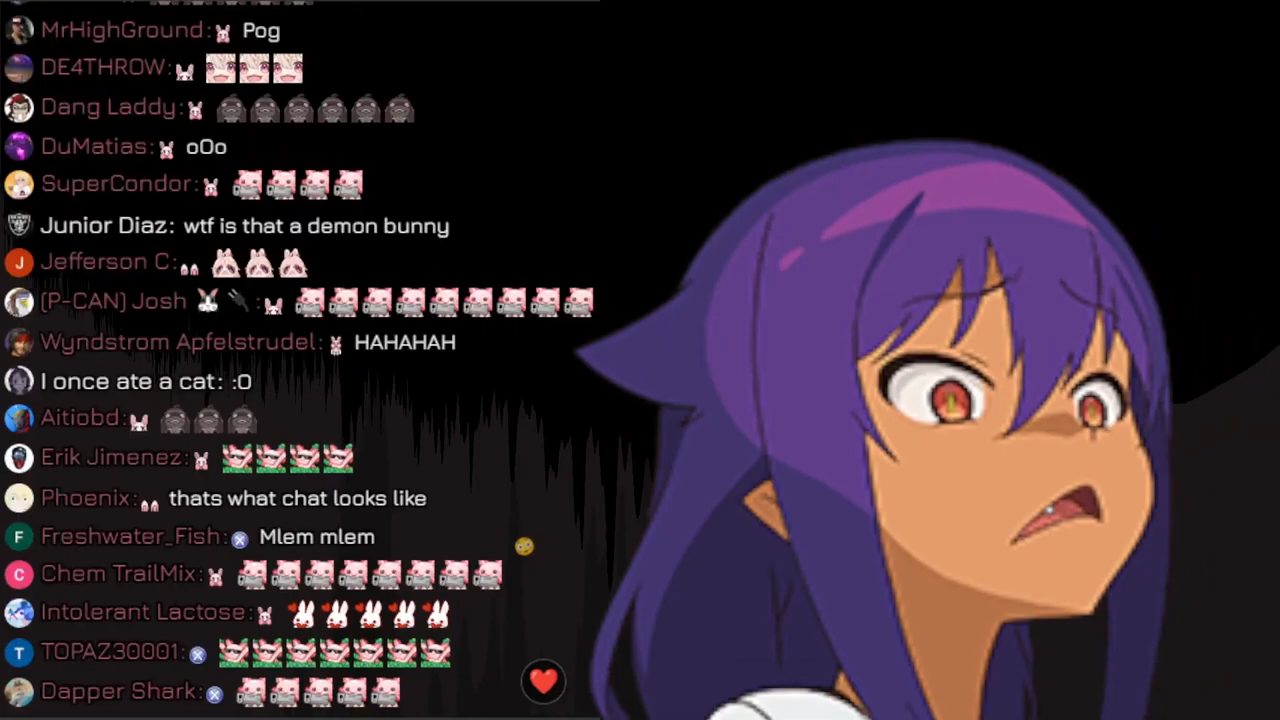 MrHighGround: Pog
DE4THROW:
Dang Laddy:
DuMatias: oOo
SuperCondor:
Junior Diaz: wtf is that a demon bunny
J Jefferson C:
[P-CAN] Josh :
Wyndstrom Apfelstrudel: HAHAHAH
I once ate a cat: :O
Aitiobd:
Erik Jimenez:
Phoenix: thats what chat looks like
F Freshwater_Fish: Mlem mlem
C Chem TrailMix:
Intolerant Lactose:
T TOPAZ30001:
Dapper Shark: